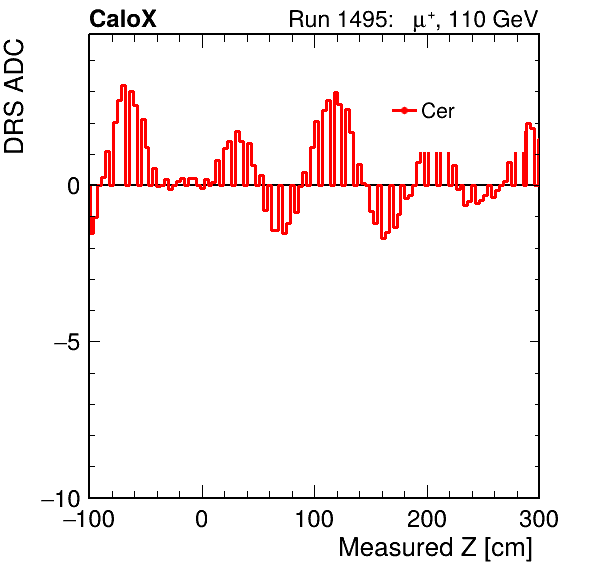 CaloX Run 1495: μ⁺, 110 GeV
DRS ADC
Cer
0
−5
−10
−100 0 100 200 300
Measured Z [cm]